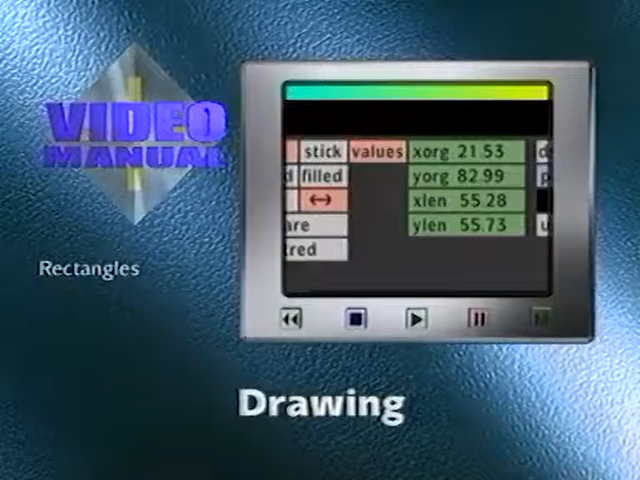 VIDEO
MANUAL
stick values xorg 21.53
filled yorg 82.99
↔ xlen 55.28
ylen 55.73
Rectangles
Drawing